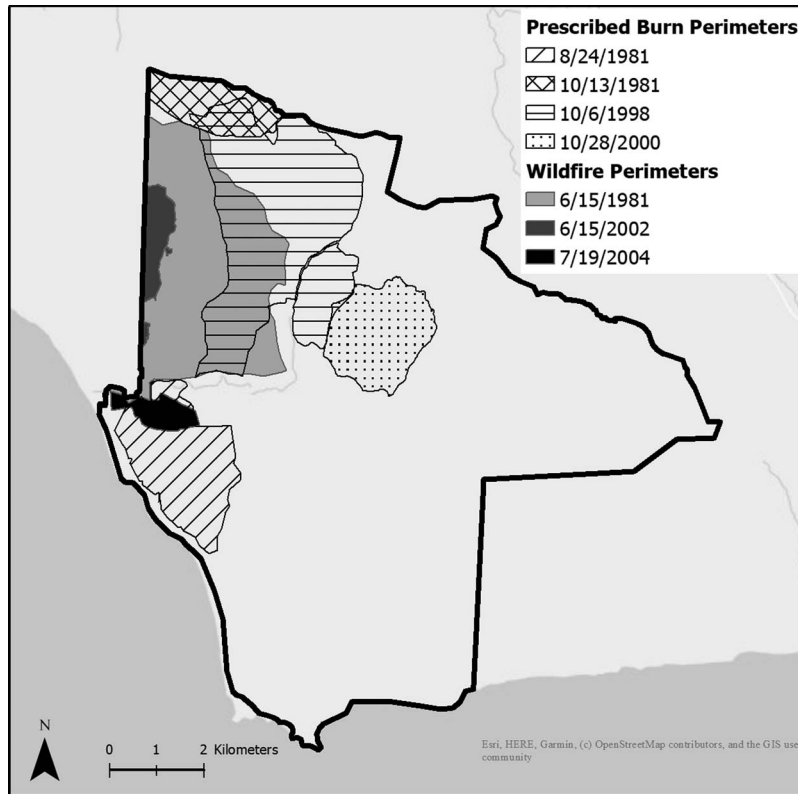 Prescribed Burn Perimeters
8/24/1981
10/13/1981
10/6/1998
10/28/2000
Wildfire Perimeters
6/15/1981
6/15/2002
7/19/2004
N
0 1 2 Kilometers
Esri, HERE, Garmin, (c) OpenStreetMap contributors, and the GIS use
community